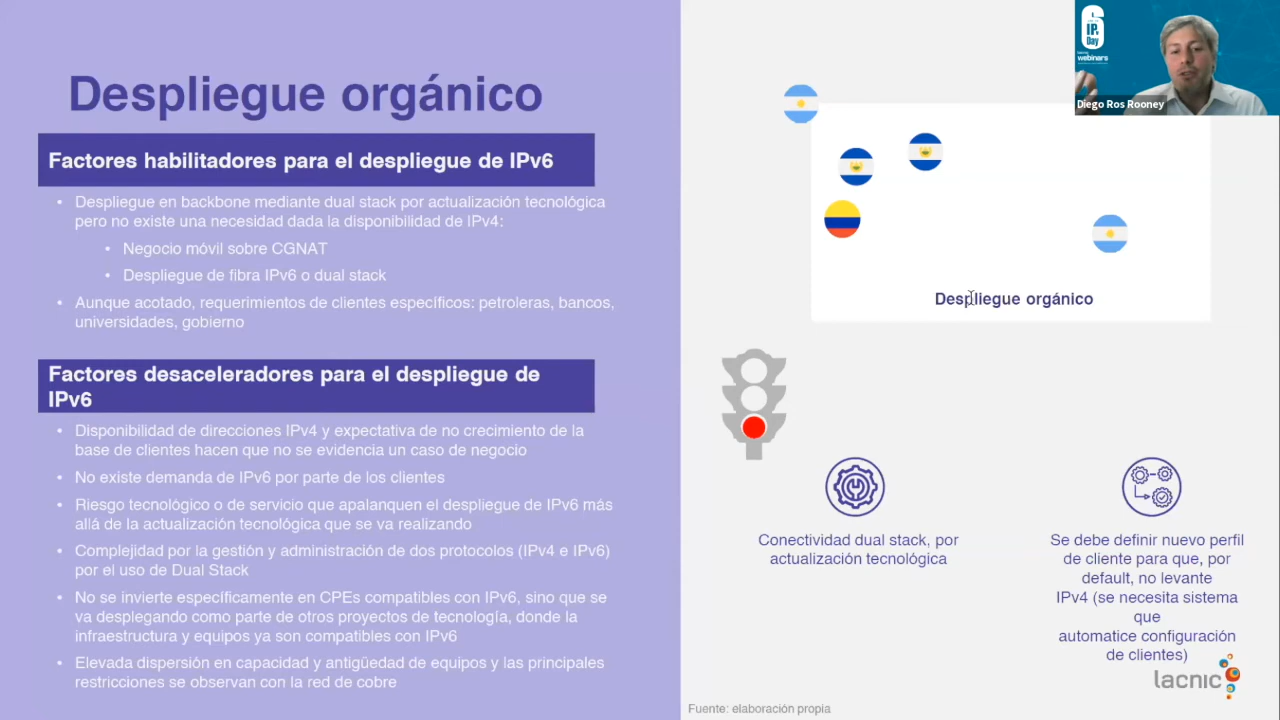 Despliegue orgánico
Factores habilitadores para el despliegue de IPv6
• Despliegue en backbone mediante dual stack por actualización tecnológica
pero no existe una necesidad dada la disponibilidad de IPv4:
• Negocio móvil sobre CGNAT
• Despliegue de fibra IPv6 o dual stack
• Aunque acotado, requerimientos de clientes específicos: petroleras, bancos,
universidades, gobierno
Factores desaceleradores para el despliegue de
IPv6
• Disponibilidad de direcciones IPv4 y expectativa de no crecimiento de la
base de clientes hacen que no se evidencia un caso de negocio
• No existe demanda de IPv6 por parte de los clientes
• Riesgo tecnológico o de servicio que apalanquen el despliegue de IPv6 más
allá de la actualización tecnológica que se va realizando
• Complejidad por la gestión y administración de dos protocolos (IPv4 e IPv6)
por el uso de Dual Stack
• No se invierte específicamente en CPEs compatibles con IPv6, sino que se
va desplegando como parte de otros proyectos de tecnología, donde la
infraestructura y equipos ya son compatibles con IPv6
• Elevada dispersión en capacidad y antigüedad de equipos y las principales
restricciones se observan con la red de cobre
6
IPv
Day
webinars
Diego Ros Rooney
Despliegue orgánico
Conectividad dual stack, por
actualización tecnológica
Se debe definir nuevo perfil
de cliente para que, por
default, no levante
IPv4 (se necesita sistema
que
automatice configuración
de clientes)
lacnic
Fuente: elaboración propia